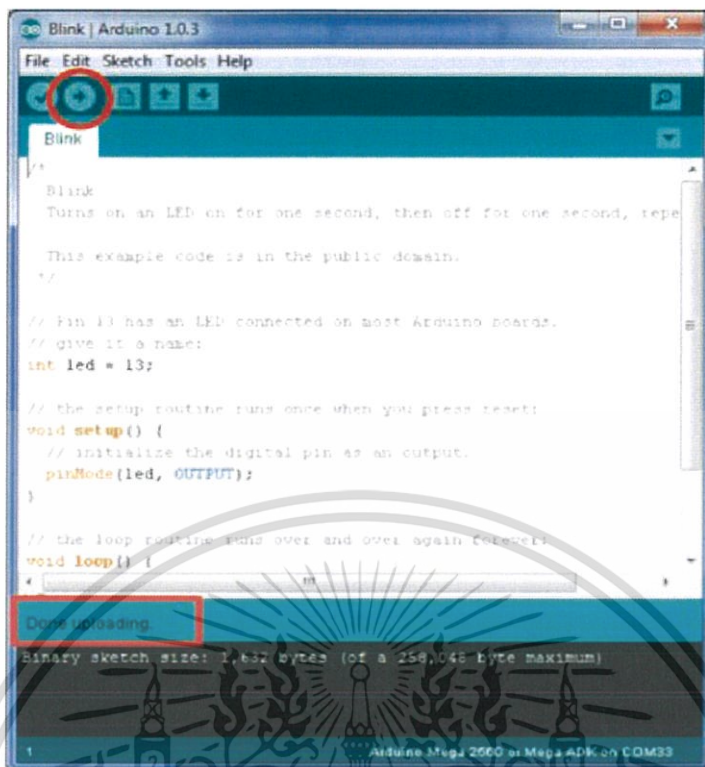 Blink | Arduino 1.0.3
File Edit Sketch Tools Help
Blink
/*
Blink
Turns on an LED on for one second, then off for one second, repe
This example code is in the public domain.
*/
// Pin 13 has an LED connected on most Arduino boards.
// give it a name:
int led = 13;
// the setup routine runs once when you press reset:
void setup() {
// initialize the digital pin as an output.
pinMode(led, OUTPUT);
}
// the loop routine runs over and over again forever:
void loop() {
Done uploading.
Binary sketch size: 1,632 bytes (of a 258,048 byte maximum)
1
Arduino Mega 2560 or Mega ADK on COM33